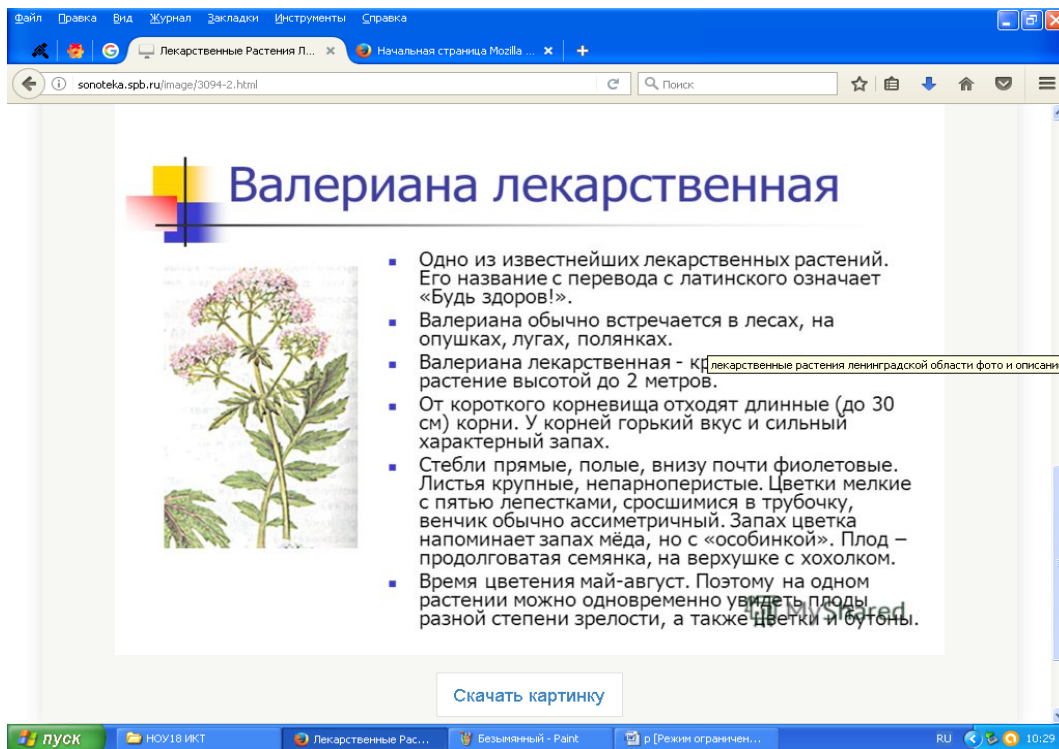 Файл Правка Вид Журнал Закладки Инструменты Справка
Лекарственные Растения Л... Начальная страница Mozilla ...
sonoteka.spb.ru/image/3094-2.html Поиск
Валериана лекарственная
Одно из известнейших лекарственных растений.
Его название с перевода с латинского означает
«Будь здоров!».
Валериана обычно встречается в лесах, на
опушках, лугах, полянках.
Валериана лекарственная - кр
лекарственные растения ленинградской области фото и описани
растение высотой до 2 метров.
От короткого корневища отходят длинные (до 30
см) корни. У корней горький вкус и сильный
характерный запах.
Стебли прямые, полые, внизу почти фиолетовые.
Листья крупные, непарноперистые. Цветки мелкие
с пятью лепестками, сросшимися в трубочку,
венчик обычно ассиметричный. Запах цветка
напоминает запах мёда, но с «особинкой». Плод –
продолговатая семянка, на верхушке с хохолком.
Время цветения май-август. Поэтому на одном
растении можно одновременно увидеть плоды
разной степени зрелости, а также цветки и бутоны.
MyShared
Скачать картинку
пуск НОУ18 ИКТ Лекарственные Рас... Безымянный - Paint р [Режим ограничен... RU 10:29